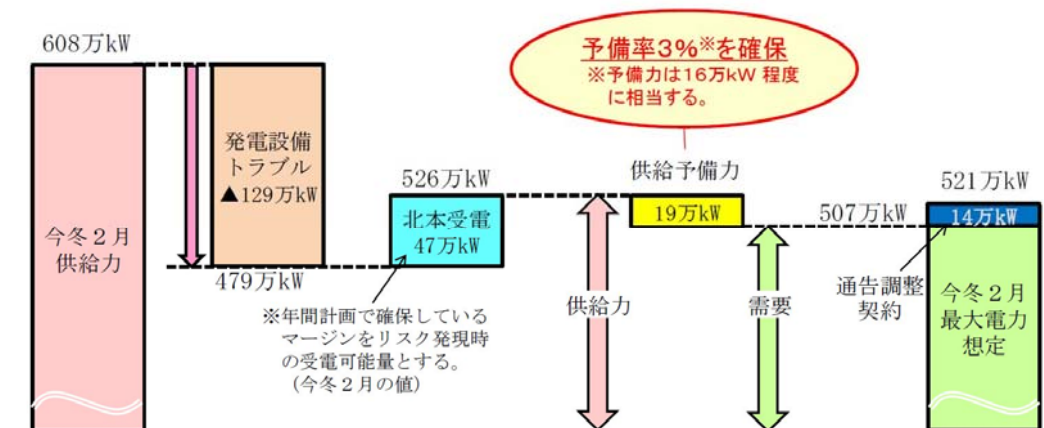 608万kW
今冬２月
供給力
発電設備
トラブル
▲129万kW
479万kW
526万kW
北本受電
47万kW
※年間計画で確保している
マージンをリスク発現時
の受電可能量とする。
（今冬２月の値）
予備率3%※を確保
※予備力は16万kW 程度
に相当する。
供給予備力
19万kW
供給力
需要
507万kW
521万kW
14万kW
通告調整
契約
今冬２月
最大電力
想定